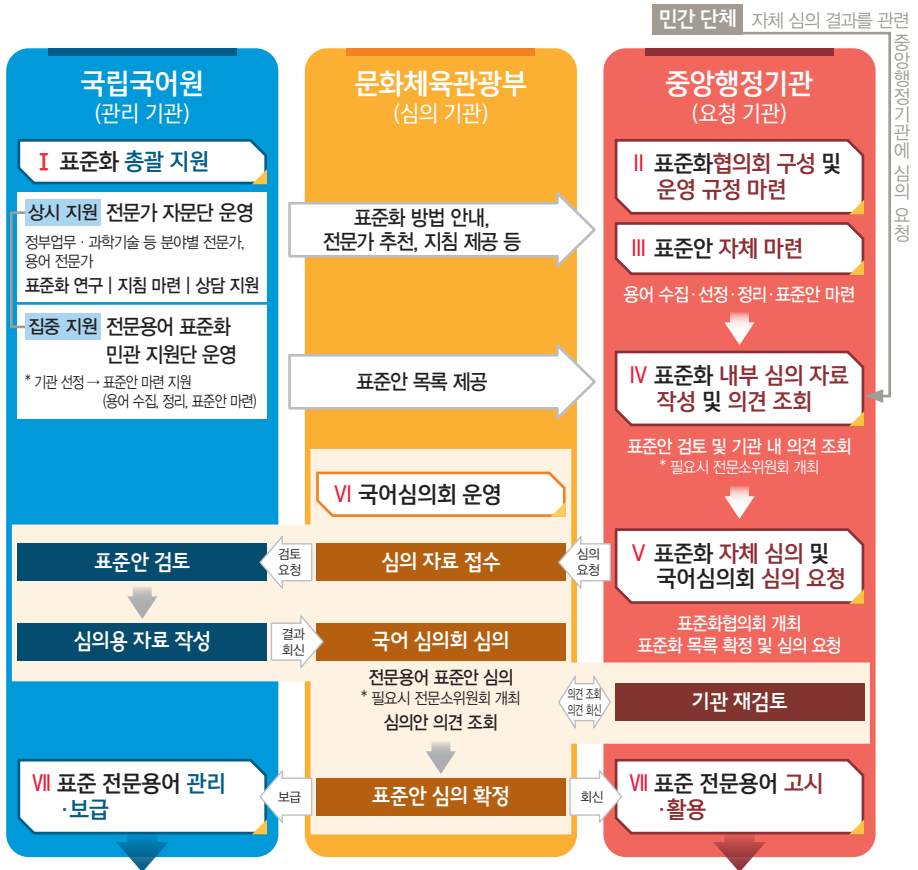 민간 단체 자체 심의 결과를 관련
중앙행정기관에 심의 요청
국립국어원
(관리 기관)
Ⅰ 표준화 총괄 지원
상시 지원 전문가 자문단 운영
정부업무 · 과학기술 등 분야별 전문가,
용어 전문가
표준화 연구 | 지침 마련 | 상담 지원
집중 지원 전문용어 표준화
민관 지원단 운영
* 기관 선정 → 표준안 마련 지원
(용어 수집, 정리, 표준안 마련)
표준안 검토
심의용 자료 작성
Ⅶ 표준 전문용어 관리
·보급
문화체육관광부
(심의 기관)
표준화 방법 안내,
전문가 추천, 지침 제공 등
표준안 목록 제공
Ⅵ 국어심의회 운영
검토
요청
심의 자료 접수
심의
요청
결과
회신
국어 심의회 심의
전문용어 표준안 심의
* 필요시 전문소위원회 개최
심의안 의견 조회
의견 조회
의견 회신
보급
표준안 심의 확정
회신
중앙행정기관
(요청 기관)
Ⅱ 표준화협의회 구성 및
운영 규정 마련
Ⅲ 표준안 자체 마련
용어 수집·선정·정리·표준안 마련
Ⅳ 표준화 내부 심의 자료
작성 및 의견 조회
표준안 검토 및 기관 내 의견 조회
* 필요시 전문소위원회 개최
Ⅴ 표준화 자체 심의 및
국어심의회 심의 요청
표준화협의회 개최
표준화 목록 확정 및 심의 요청
기관 재검토
Ⅶ 표준 전문용어 고시
·활용